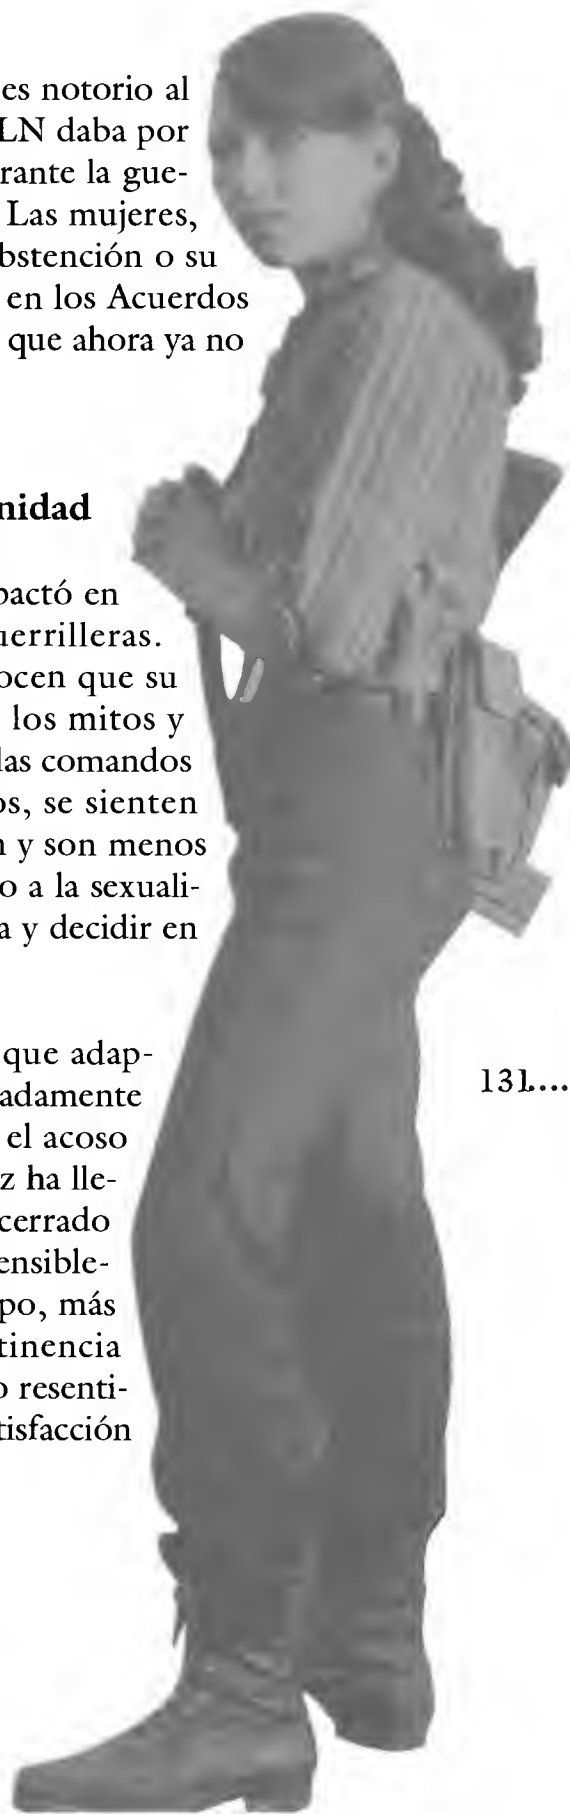 es notorio al
LN daba por
rante la gue-
Las mujeres,
bstención o su
en los Acuerdos
que ahora ya no
nidad
pactó en
uerrilleras.
ocen que su
los mitos y
las comandos
os, se sienten
n y son menos
o a la sexuali-
a y decidir en
que adap-
131....
adamente
el acoso
z ha lle-
cerrado
ensible-
po, más
tinencia
o resenti-
tisfacción